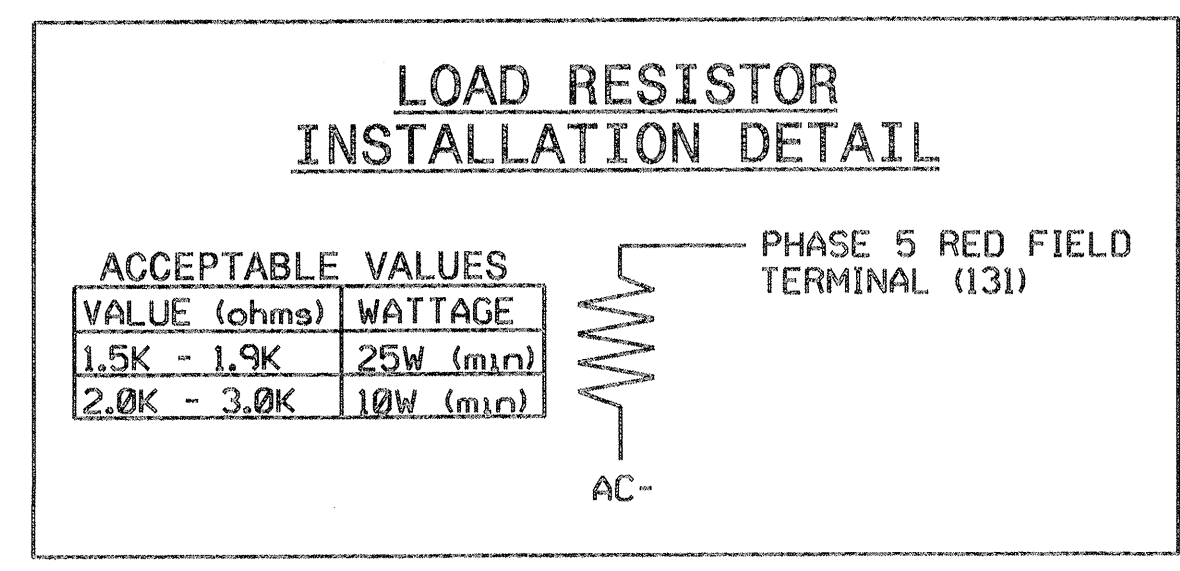 LOAD RESISTOR
INSTALLATION DETAIL
ACCEPTABLE VALUES
VALUE (ohms) WATTAGE
1.5K - 1.9K 25W (min)
2.0K - 3.0K 10W (min)
PHASE 5 RED FIELD
TERMINAL (131)
AC-